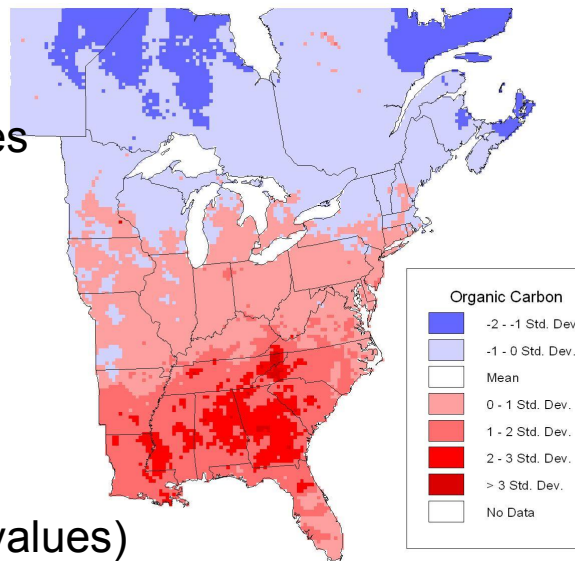 es
Organic Carbon
-2 - -1 Std. Dev.
-1 - 0 Std. Dev.
Mean
0 - 1 Std. Dev.
1 - 2 Std. Dev.
2 - 3 Std. Dev.
> 3 Std. Dev.
No Data
values)